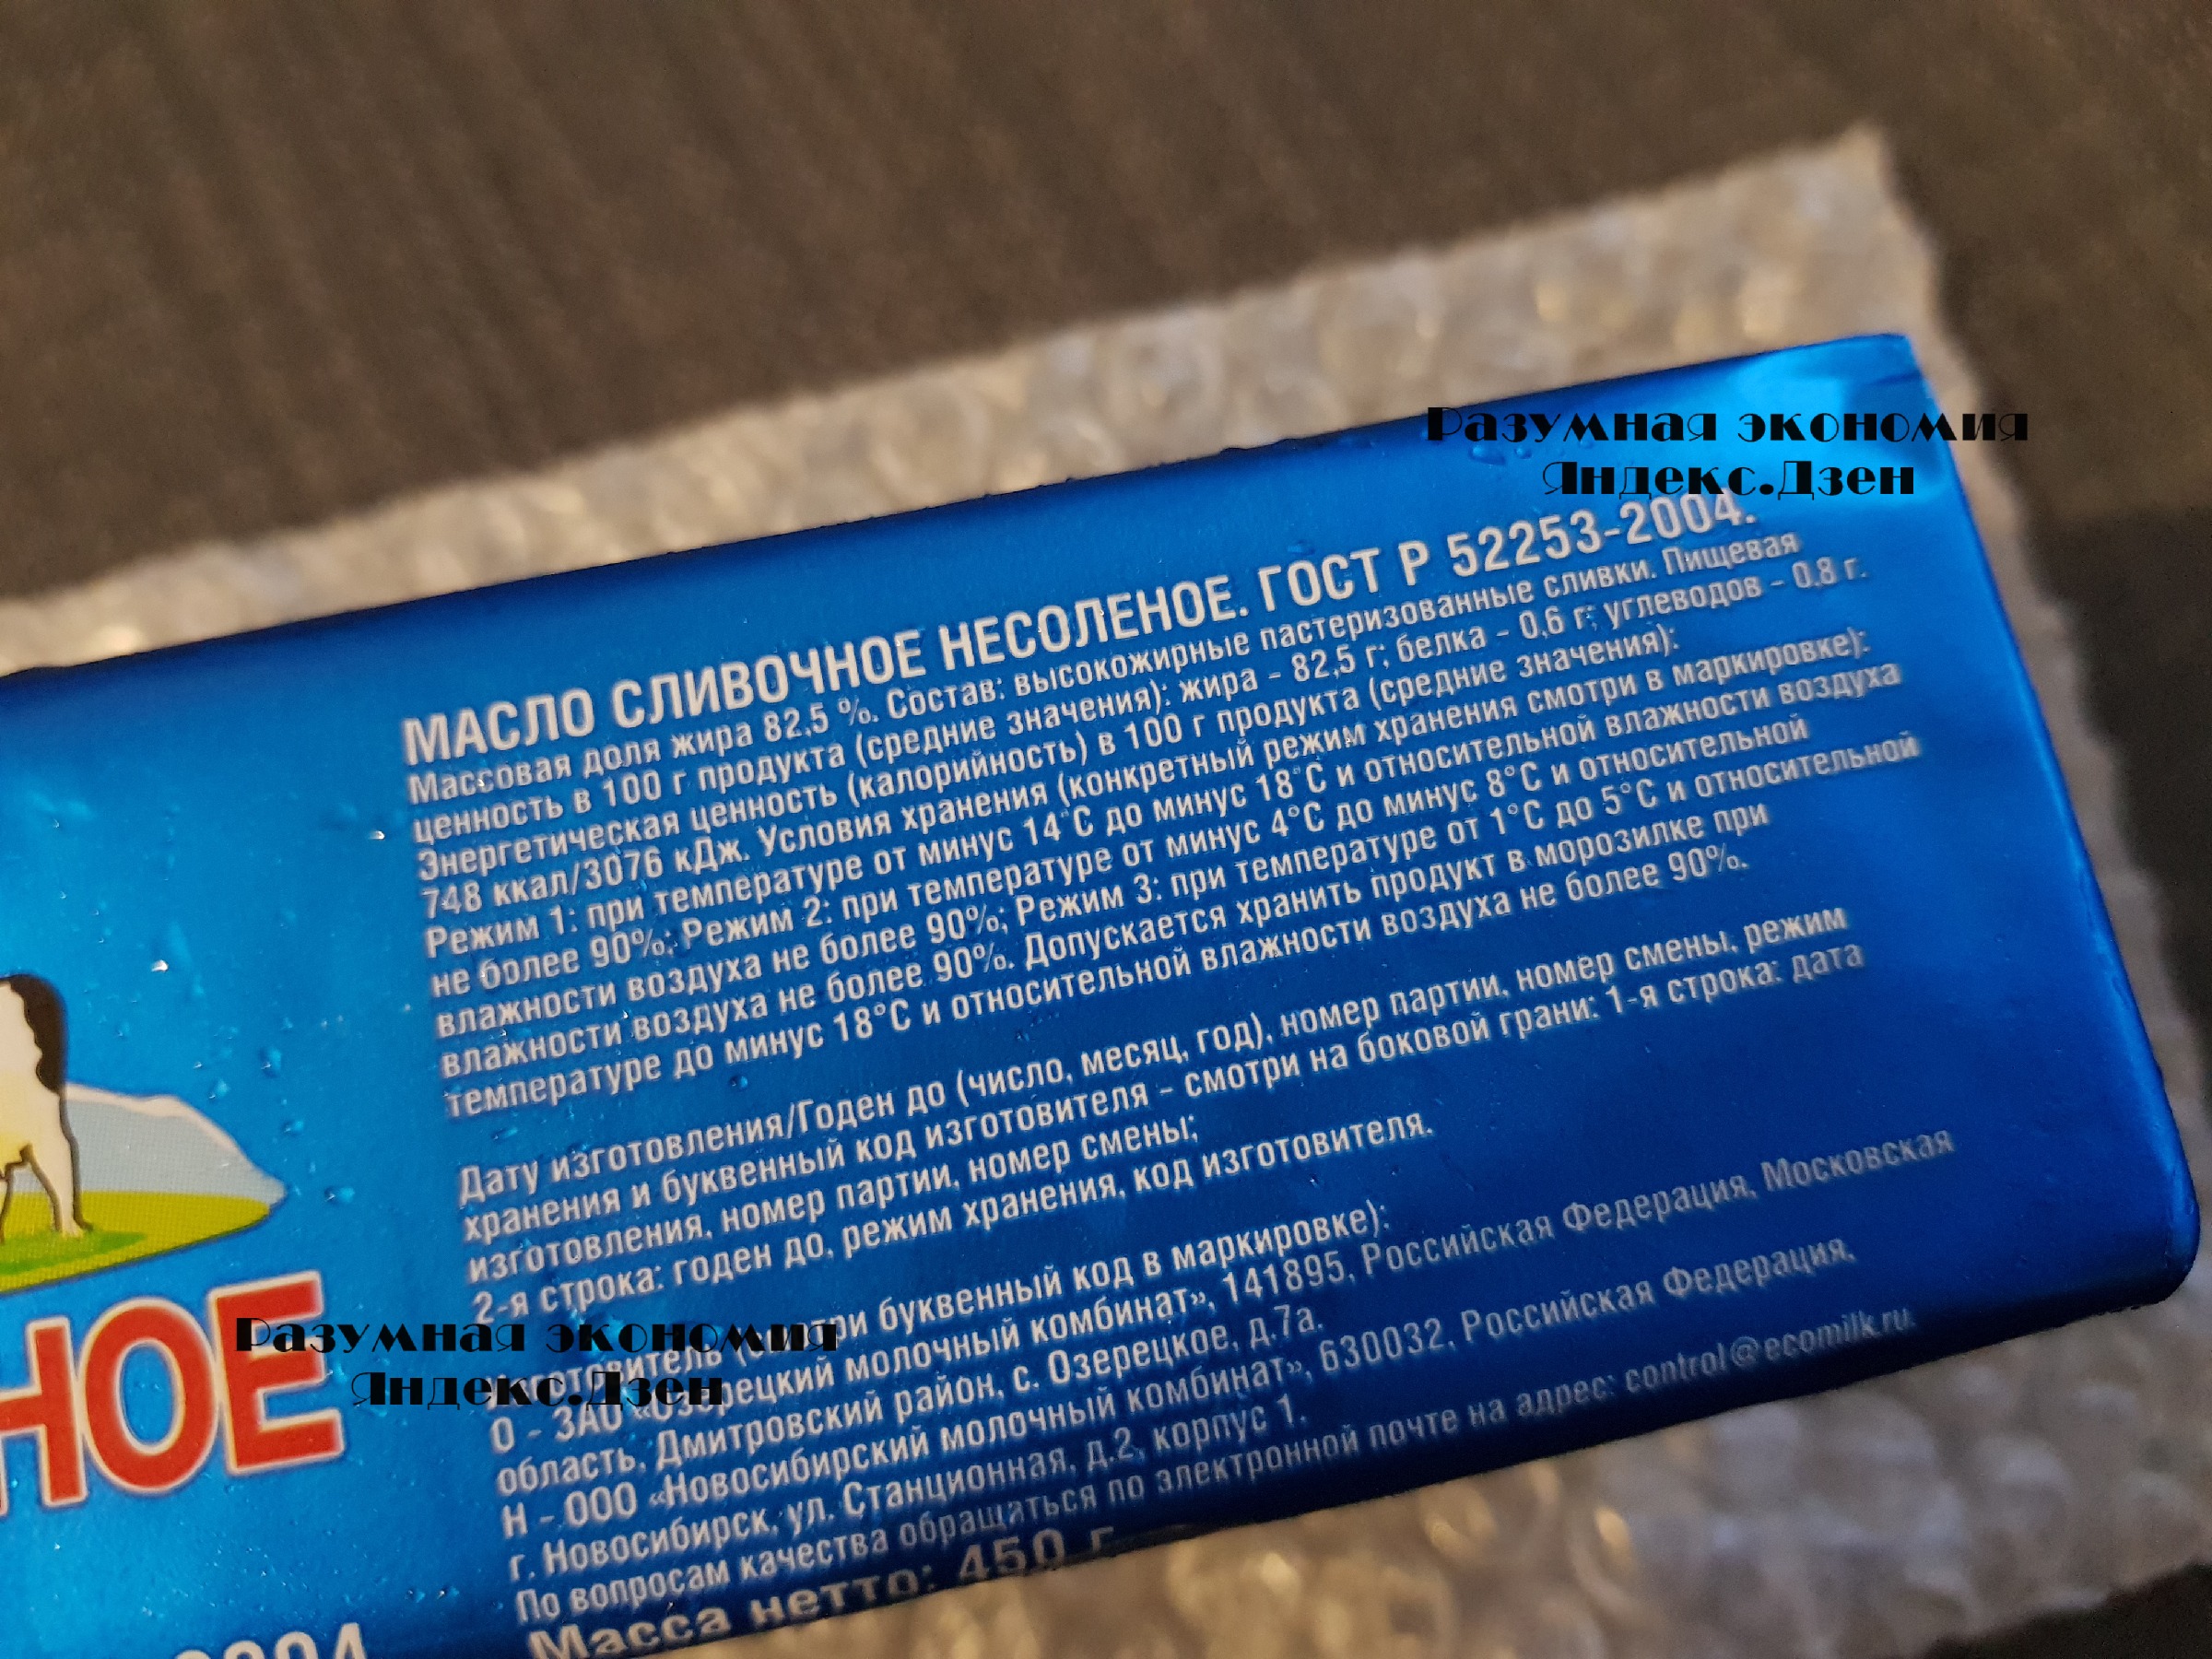 Разумная экономия
Яндекс.Дзен
МАСЛО СЛИВОЧНОЕ НЕСОЛЕНОЕ. ГОСТ Р 52253-2004.
Массовая доля жира 82,5 %. Состав: высокожирные пастеризованные сливки. Пищевая
ценность в 100 г продукта (средние значения): жира - 82,5 г; белка - 0,6 г; углеводов - 0,8 г.
Энергетическая ценность (калорийность) в 100 г продукта (средние значения):
748 ккал/3076 кДж. Условия хранения (конкретный режим хранения смотри в маркировке):
Режим 1: при температуре от минус 14°С до минус 18°С и относительной влажности воздуха
не более 90%; Режим 2: при температуре от минус 4°С до минус 8°С и относительной
влажности воздуха не более 90%; Режим 3: при температуре от 1°С до 5°С и относительной
влажности воздуха не более 90%. Допускается хранить продукт в морозилке при
температуре до минус 18°С и относительной влажности воздуха не более 90%.
Дату изготовления/Годен до (число, месяц, год), номер партии, номер смены, режим
хранения и буквенный код изготовителя - смотри на боковой грани: 1-я строка: дата
изготовления, номер партии, номер смены;
2-я строка: годен до, режим хранения, код изготовителя.
НОЕ
Разумная экономия
Яндекс.Дзен
буквенный код в маркировке):
О - ЗАО «Озерецкий молочный комбинат», 141895, Российская Федерация, Московская
область, Дмитровский район, с. Озерецкое, д.7а.
Н - ООО «Новосибирский молочный комбинат», 630032, Российская Федерация,
г. Новосибирск, ул. Станционная, д.2, корпус 1.
По вопросам качества обращаться по электронной почте на адрес: control@ecomilk.ru.
Масса нетто: 450 г